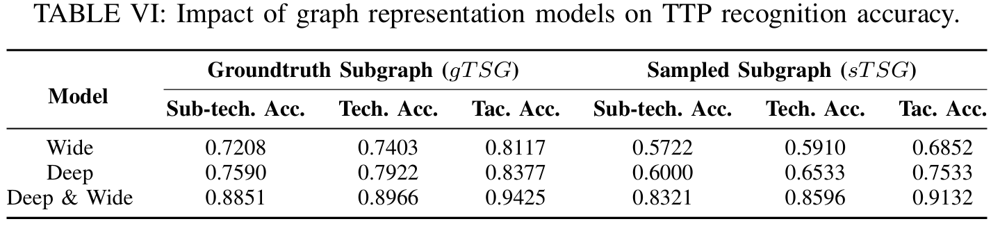 TABLE VI: Impact of graph representation models on TTP recognition accuracy.
Model Groundtruth Subgraph (gTSG) Sampled Subgraph (sTSG)
Sub-tech. Acc. Tech. Acc. Tac. Acc. Sub-tech. Acc. Tech. Acc. Tac. Acc.
Wide 0.7208 0.7403 0.8117 0.5722 0.5910 0.6852
Deep 0.7590 0.7922 0.8377 0.6000 0.6533 0.7533
Deep & Wide 0.8851 0.8966 0.9425 0.8321 0.8596 0.9132